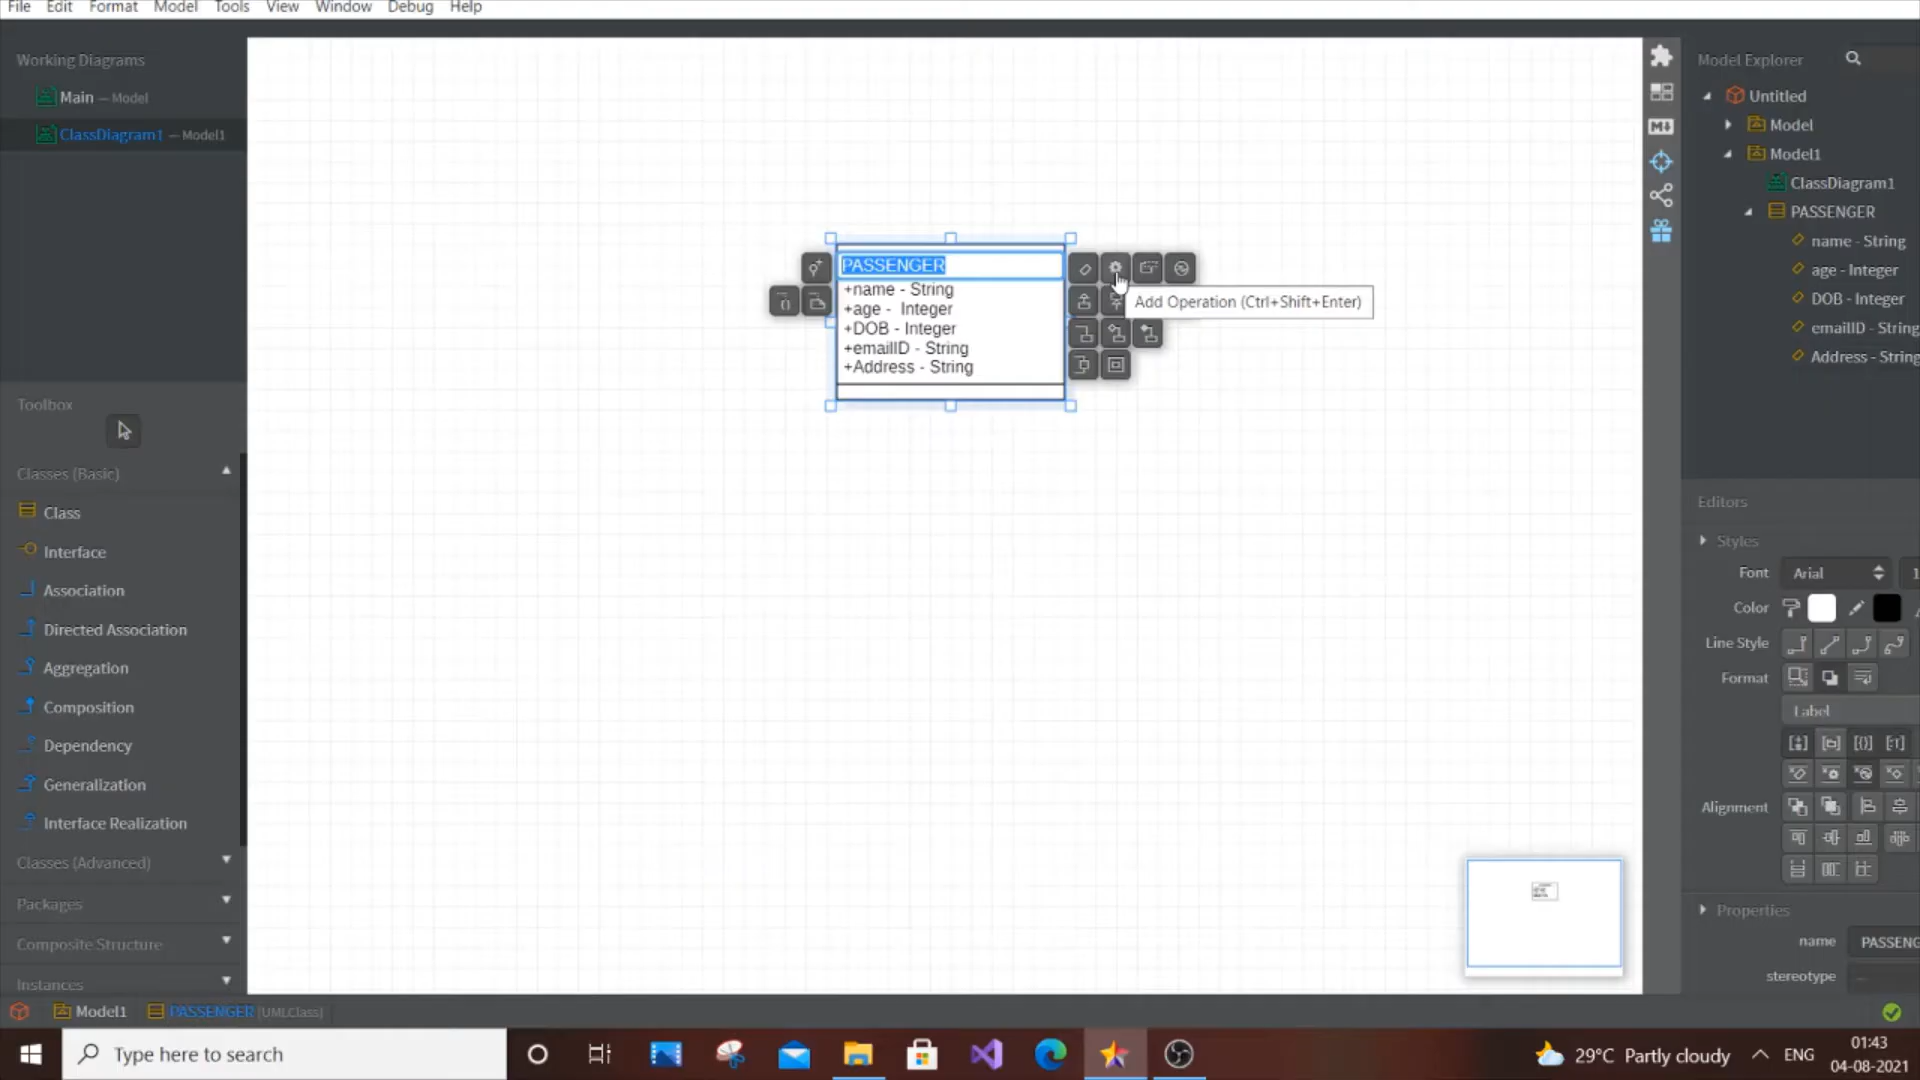 File Edit Format Model Tools View Window Debug Help
Working Diagrams
Main — Model
ClassDiagram1 — Model1
Toolbox
Classes (Basic)
Class
Interface
Association
Directed Association
Aggregation
Composition
Dependency
Generalization
Interface Realization
Classes (Advanced)
Packages
Composite Structure
Instances
PASSENGER
+name - String
+age - Integer
+DOB - Integer
+emailID - String
+Address - String
Add Operation (Ctrl+Shift+Enter)
Model Explorer
Untitled
Model
Model1
ClassDiagram1
PASSENGER
name - String
age - Integer
DOB - Integer
emailID - String
Address - String
Editors
Styles
Font Arial
Color
Line Style
Format
Label
Alignment
Properties
name PASSENG
stereotype
Model1 PASSENGER [UMLClass]
Type here to search
29°C Partly cloudy
ENG
01:43
04-08-2021